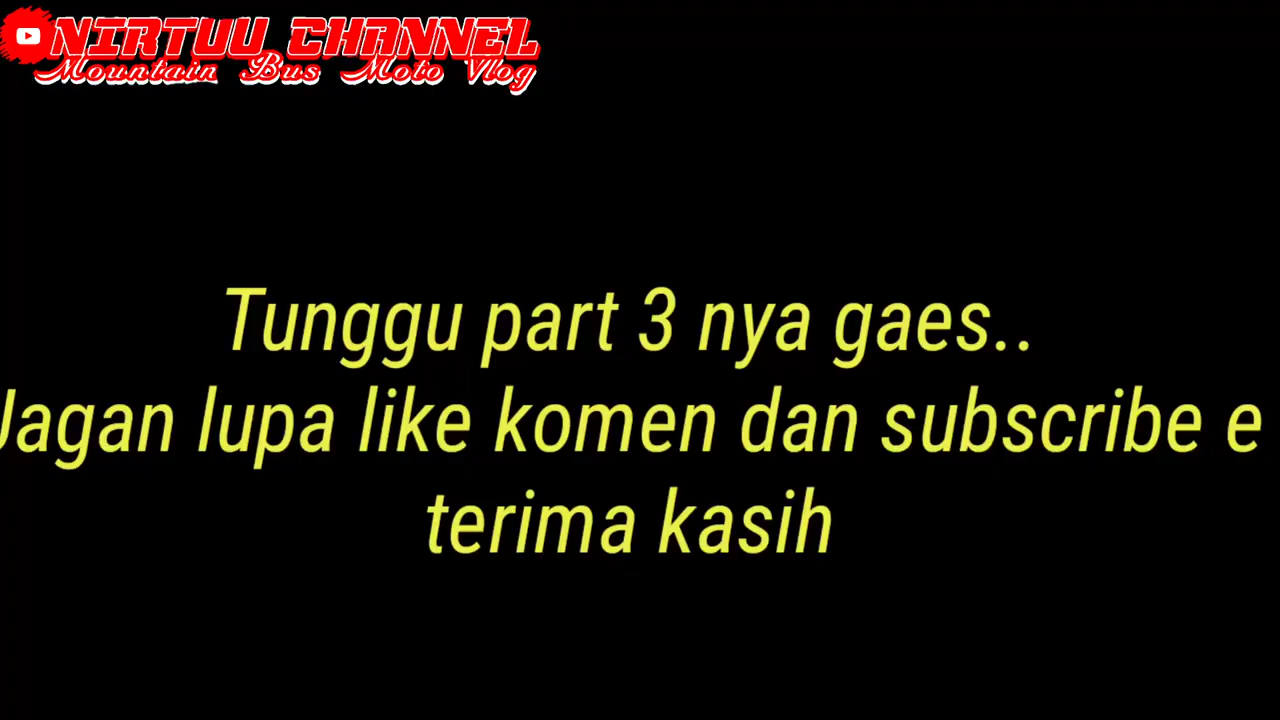 NIRTUU CHANNEL
Mountain Bus Moto Vlog
Tunggu part 3 nya gaes..
Jagan lupa like komen dan subscribe e
terima kasih